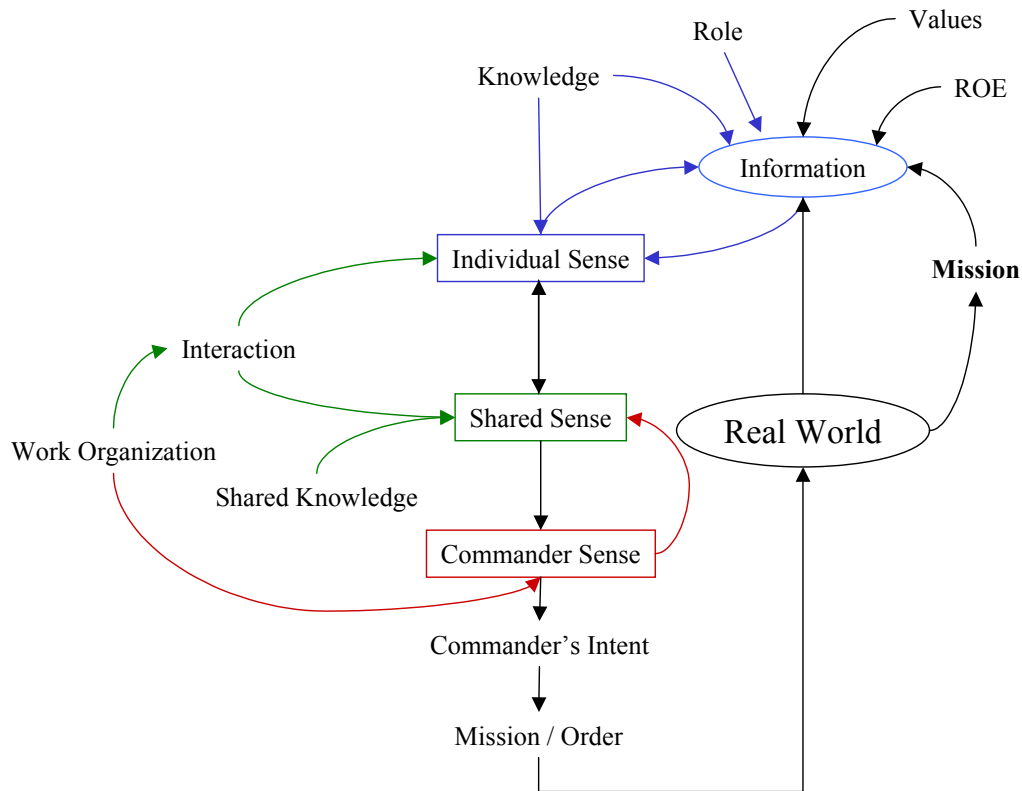 Values
Role
Knowledge
ROE
Information
Individual Sense
Mission
Interaction
Shared Sense
Real World
Work Organization
Shared Knowledge
Commander Sense
Commander’s Intent
Mission / Order